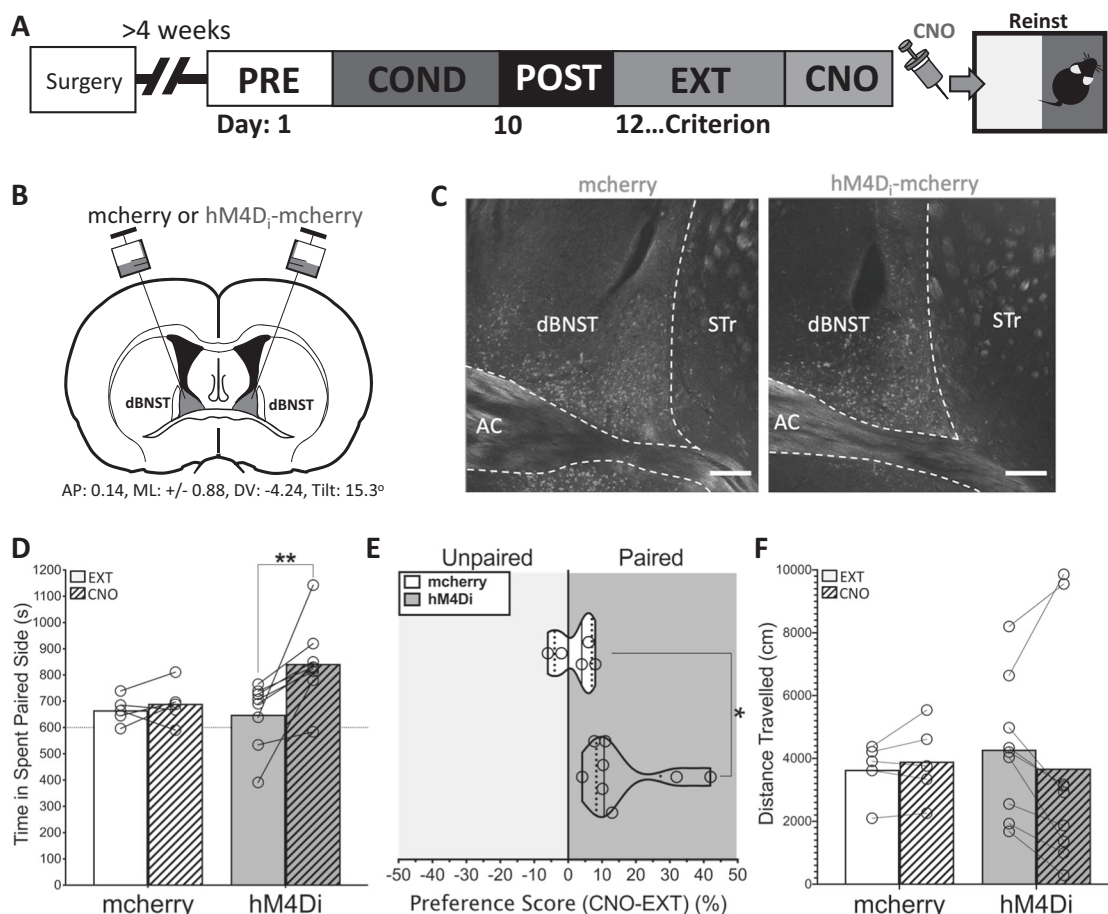 A
>4 weeks
Surgery
PRE
COND
POST
EXT
CNO
Day: 1
10
12...Criterion
CNO
Reinst
B
mcherry or hM4Di-mcherry
dBNST
dBNST
AP: 0.14, ML: +/- 0.88, DV: -4.24, Tilt: 15.3º
C
mcherry
hM4Di-mcherry
dBNST
STr
AC
dBNST
STr
AC
D
EXT
CNO
**
Time in Spent Paired Side (s)
1200
1100
1000
900
800
700
600
500
400
300
200
100
0
mcherry
hM4Di
E
Unpaired
Paired
mcherry
hM4Di
*
-50 -40 -30 -20 -10 0 10 20 30 40 50
Preference Score (CNO-EXT) (%)
F
EXT
CNO
Distance Travelled (cm)
10000
8000
6000
4000
2000
0
mcherry
hM4Di